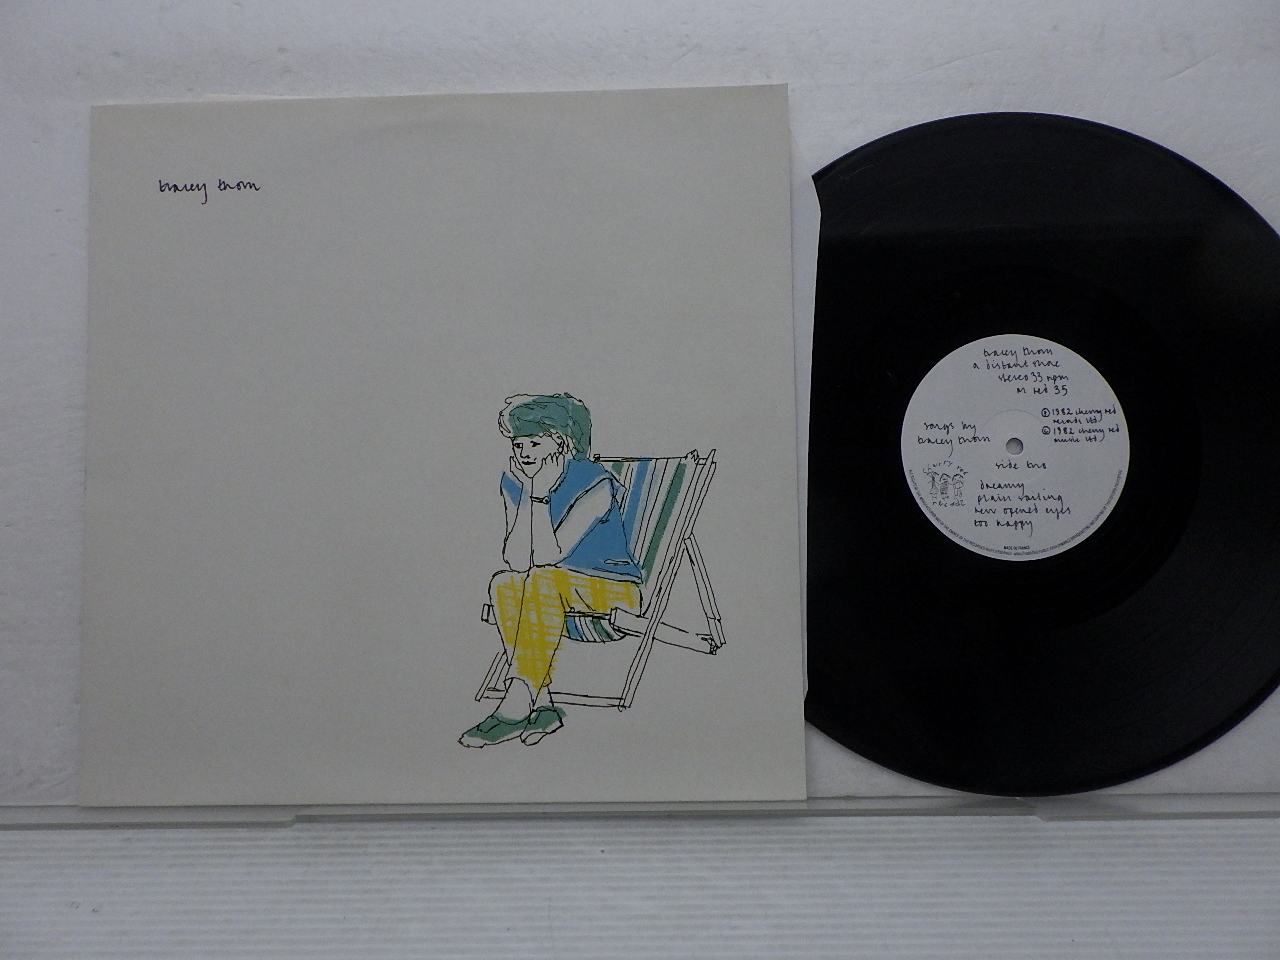 tracey thorn
tracey thorn
a distant shore
stereo 33 rpm
m red 35
songs by
tracey thorn
℗ 1982 cherry red
records ltd
© 1982 cherry red
music ltd
side two
cherry red
dreamy
plain sailing
new opened eyes
too happy
MADE IN FRANCE